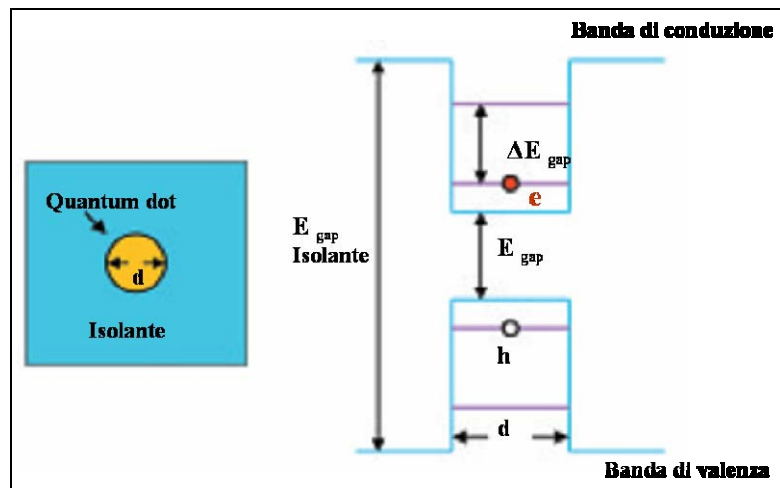 Banda di conduzione
ΔE gap
e
Quantum dot
d
E gap
Isolante
E gap
Isolante
h
d
Banda di valenza